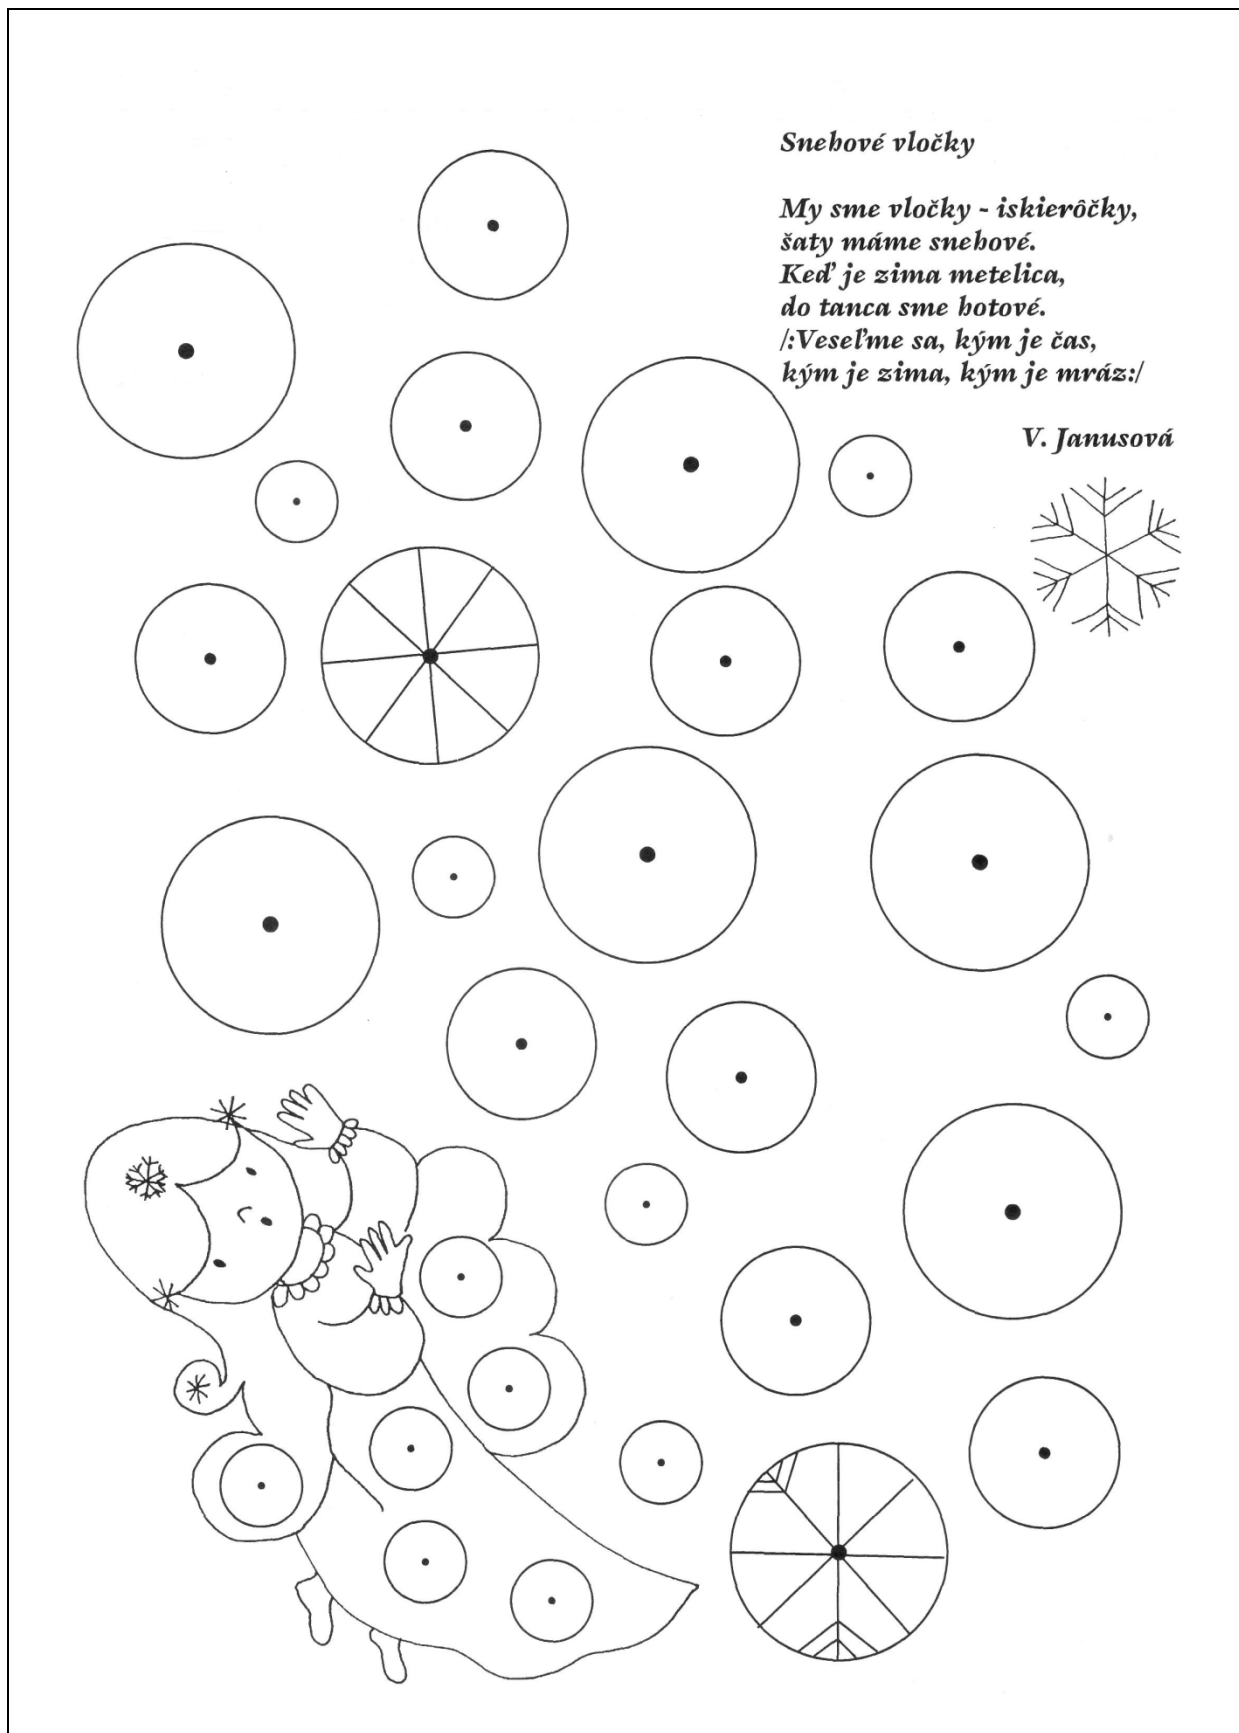 Snehové vločky
My sme vločky - iskierôčky,
šaty máme snehové.
Keď je zima metelica,
do tanca sme hotové.
/:Veseľme sa, kým je čas,
kým je zima, kým je mráz:/
V. Janusová